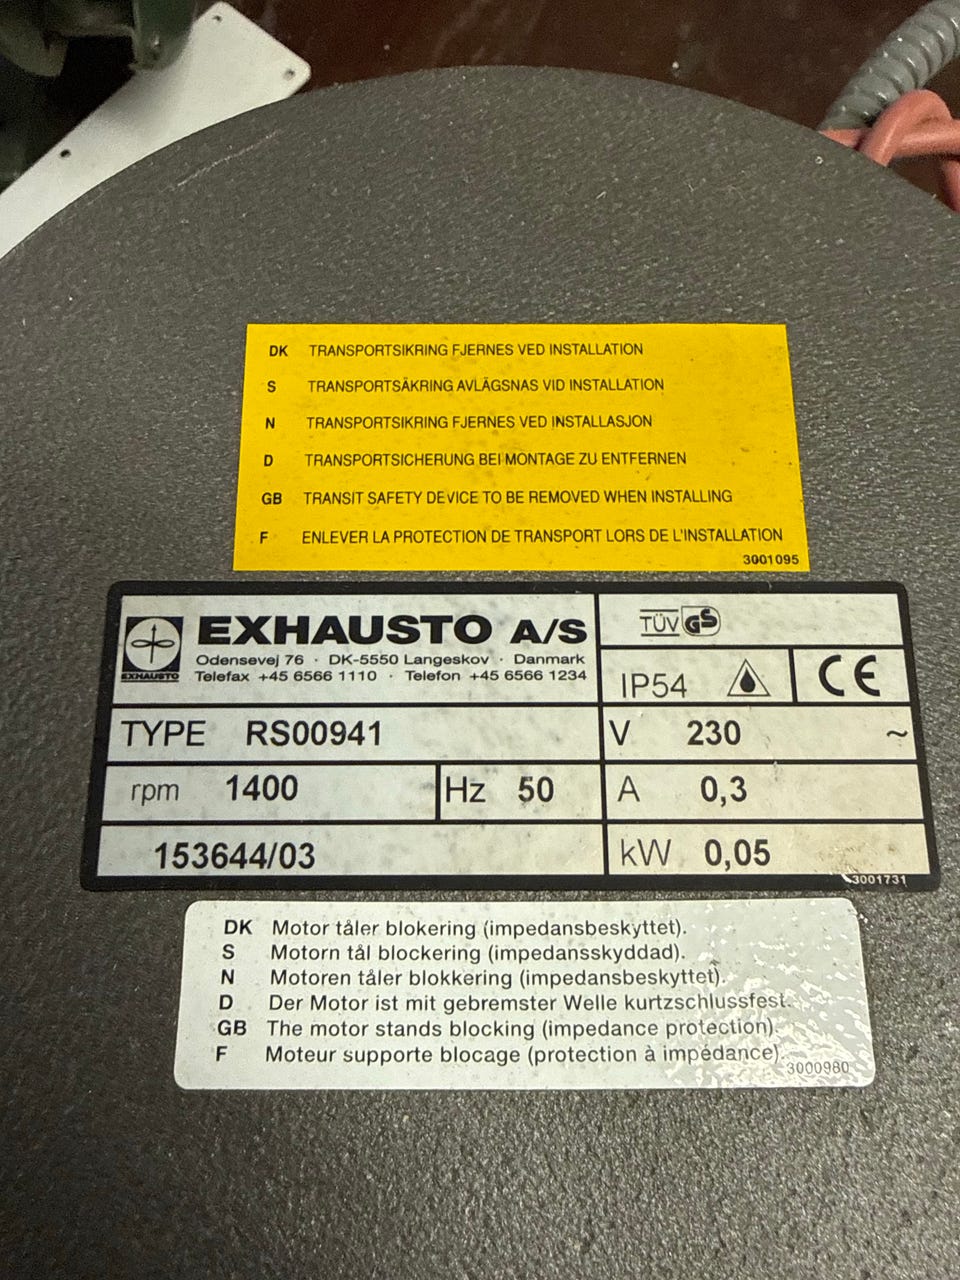 DK TRANSPORTSIKRING FJERNES VED INSTALLATION
S TRANSPORTSÄKRING AVLÄGSNAS VID INSTALLATION
N TRANSPORTSIKRING FJERNES VED INSTALLASJON
D TRANSPORTSICHERUNG BEI MONTAGE ZU ENTFERNEN
GB TRANSIT SAFETY DEVICE TO BE REMOVED WHEN INSTALLING
F ENLEVER LA PROTECTION DE TRANSPORT LORS DE L'INSTALLATION
3001095
EXHAUSTO
EXHAUSTO A/S
Odensevej 76 · DK-5550 Langeskov · Danmark
Telefax +45 6566 1110 · Telefon +45 6566 1234
TÜV GS
IP54 CE
TYPE RS00941 V 230 ~
rpm 1400 Hz 50 A 0,3
153644/03 kW 0,05
3001731
DK Motor tåler blokering (impedansbeskyttet).
S Motorn tål blockering (impedansskyddad).
N Motoren tåler blokkering (impedansbeskyttet).
D Der Motor ist mit gebremster Welle kurtzschlussfest.
GB The motor stands blocking (impedance protection).
F Moteur supporte blocage (protection à impédance).
3000980